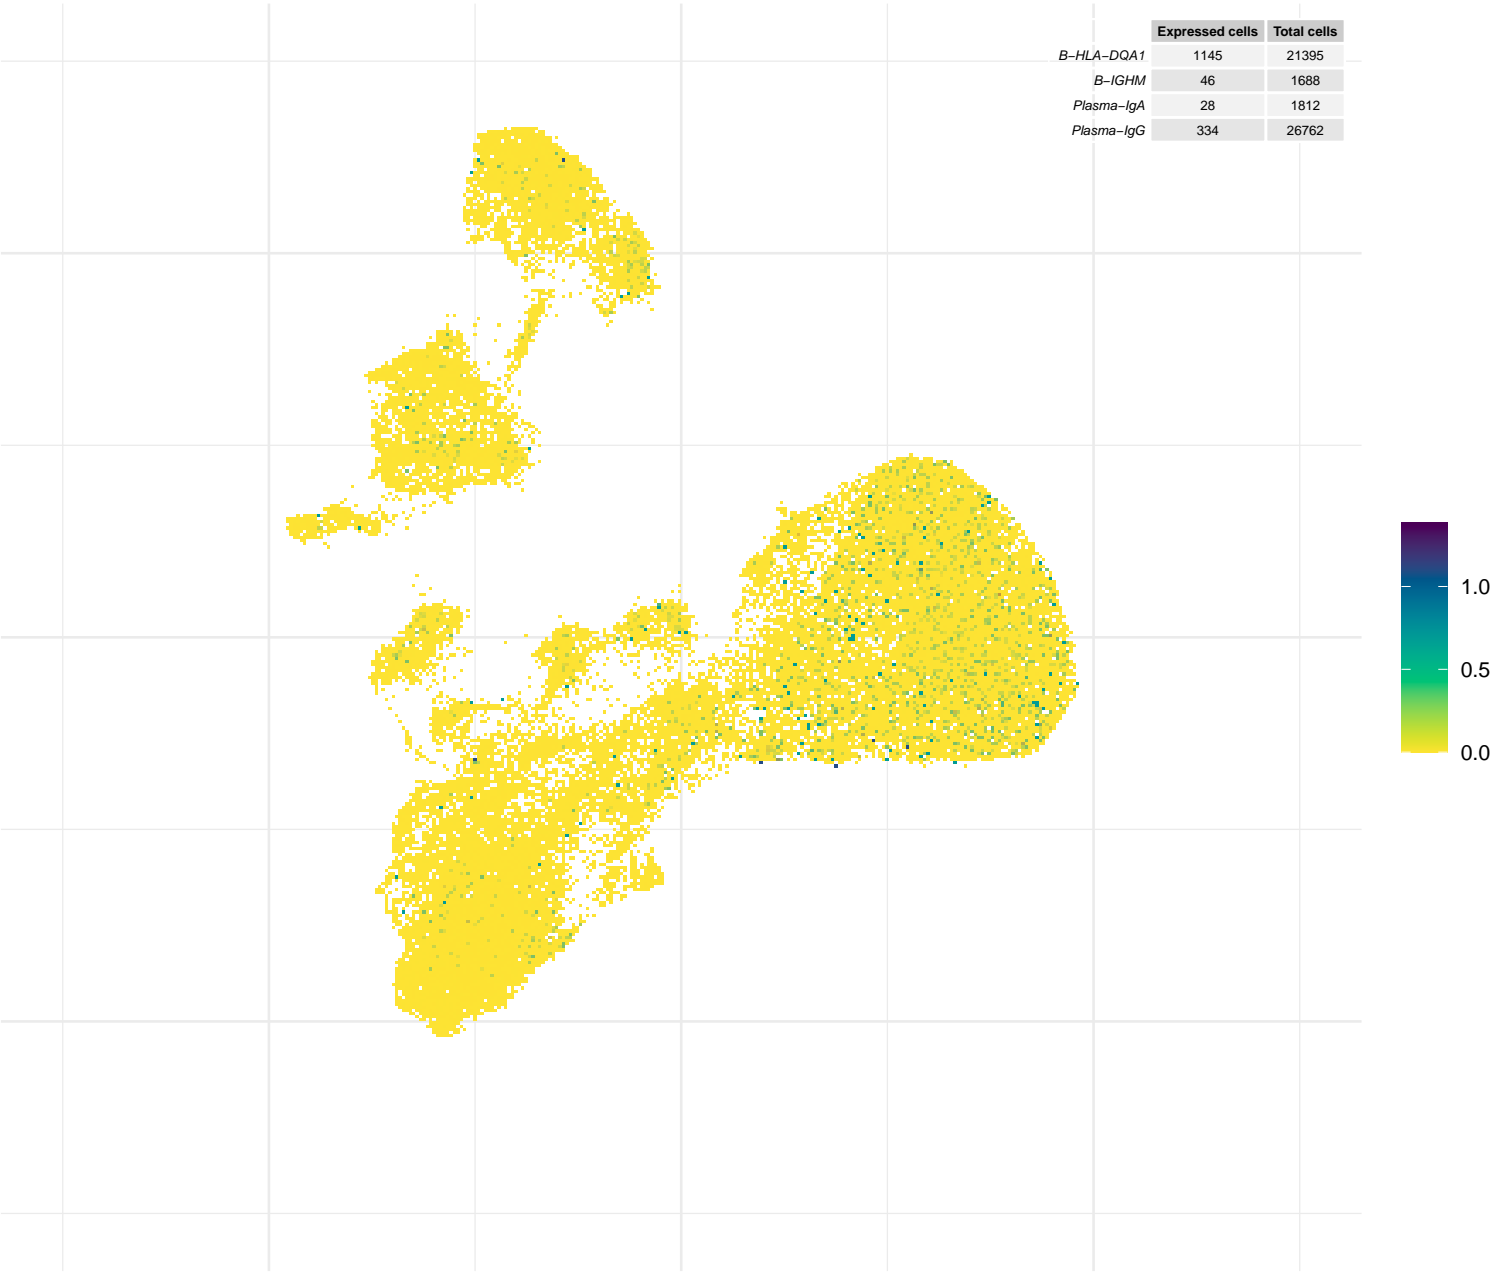 Expressed cells Total cells
B−HLA−DQA1 1145 21395
B−IGHM 46 1688
Plasma−IgA 28 1812
Plasma−IgG 334 26762
1.0
0.5
0.0